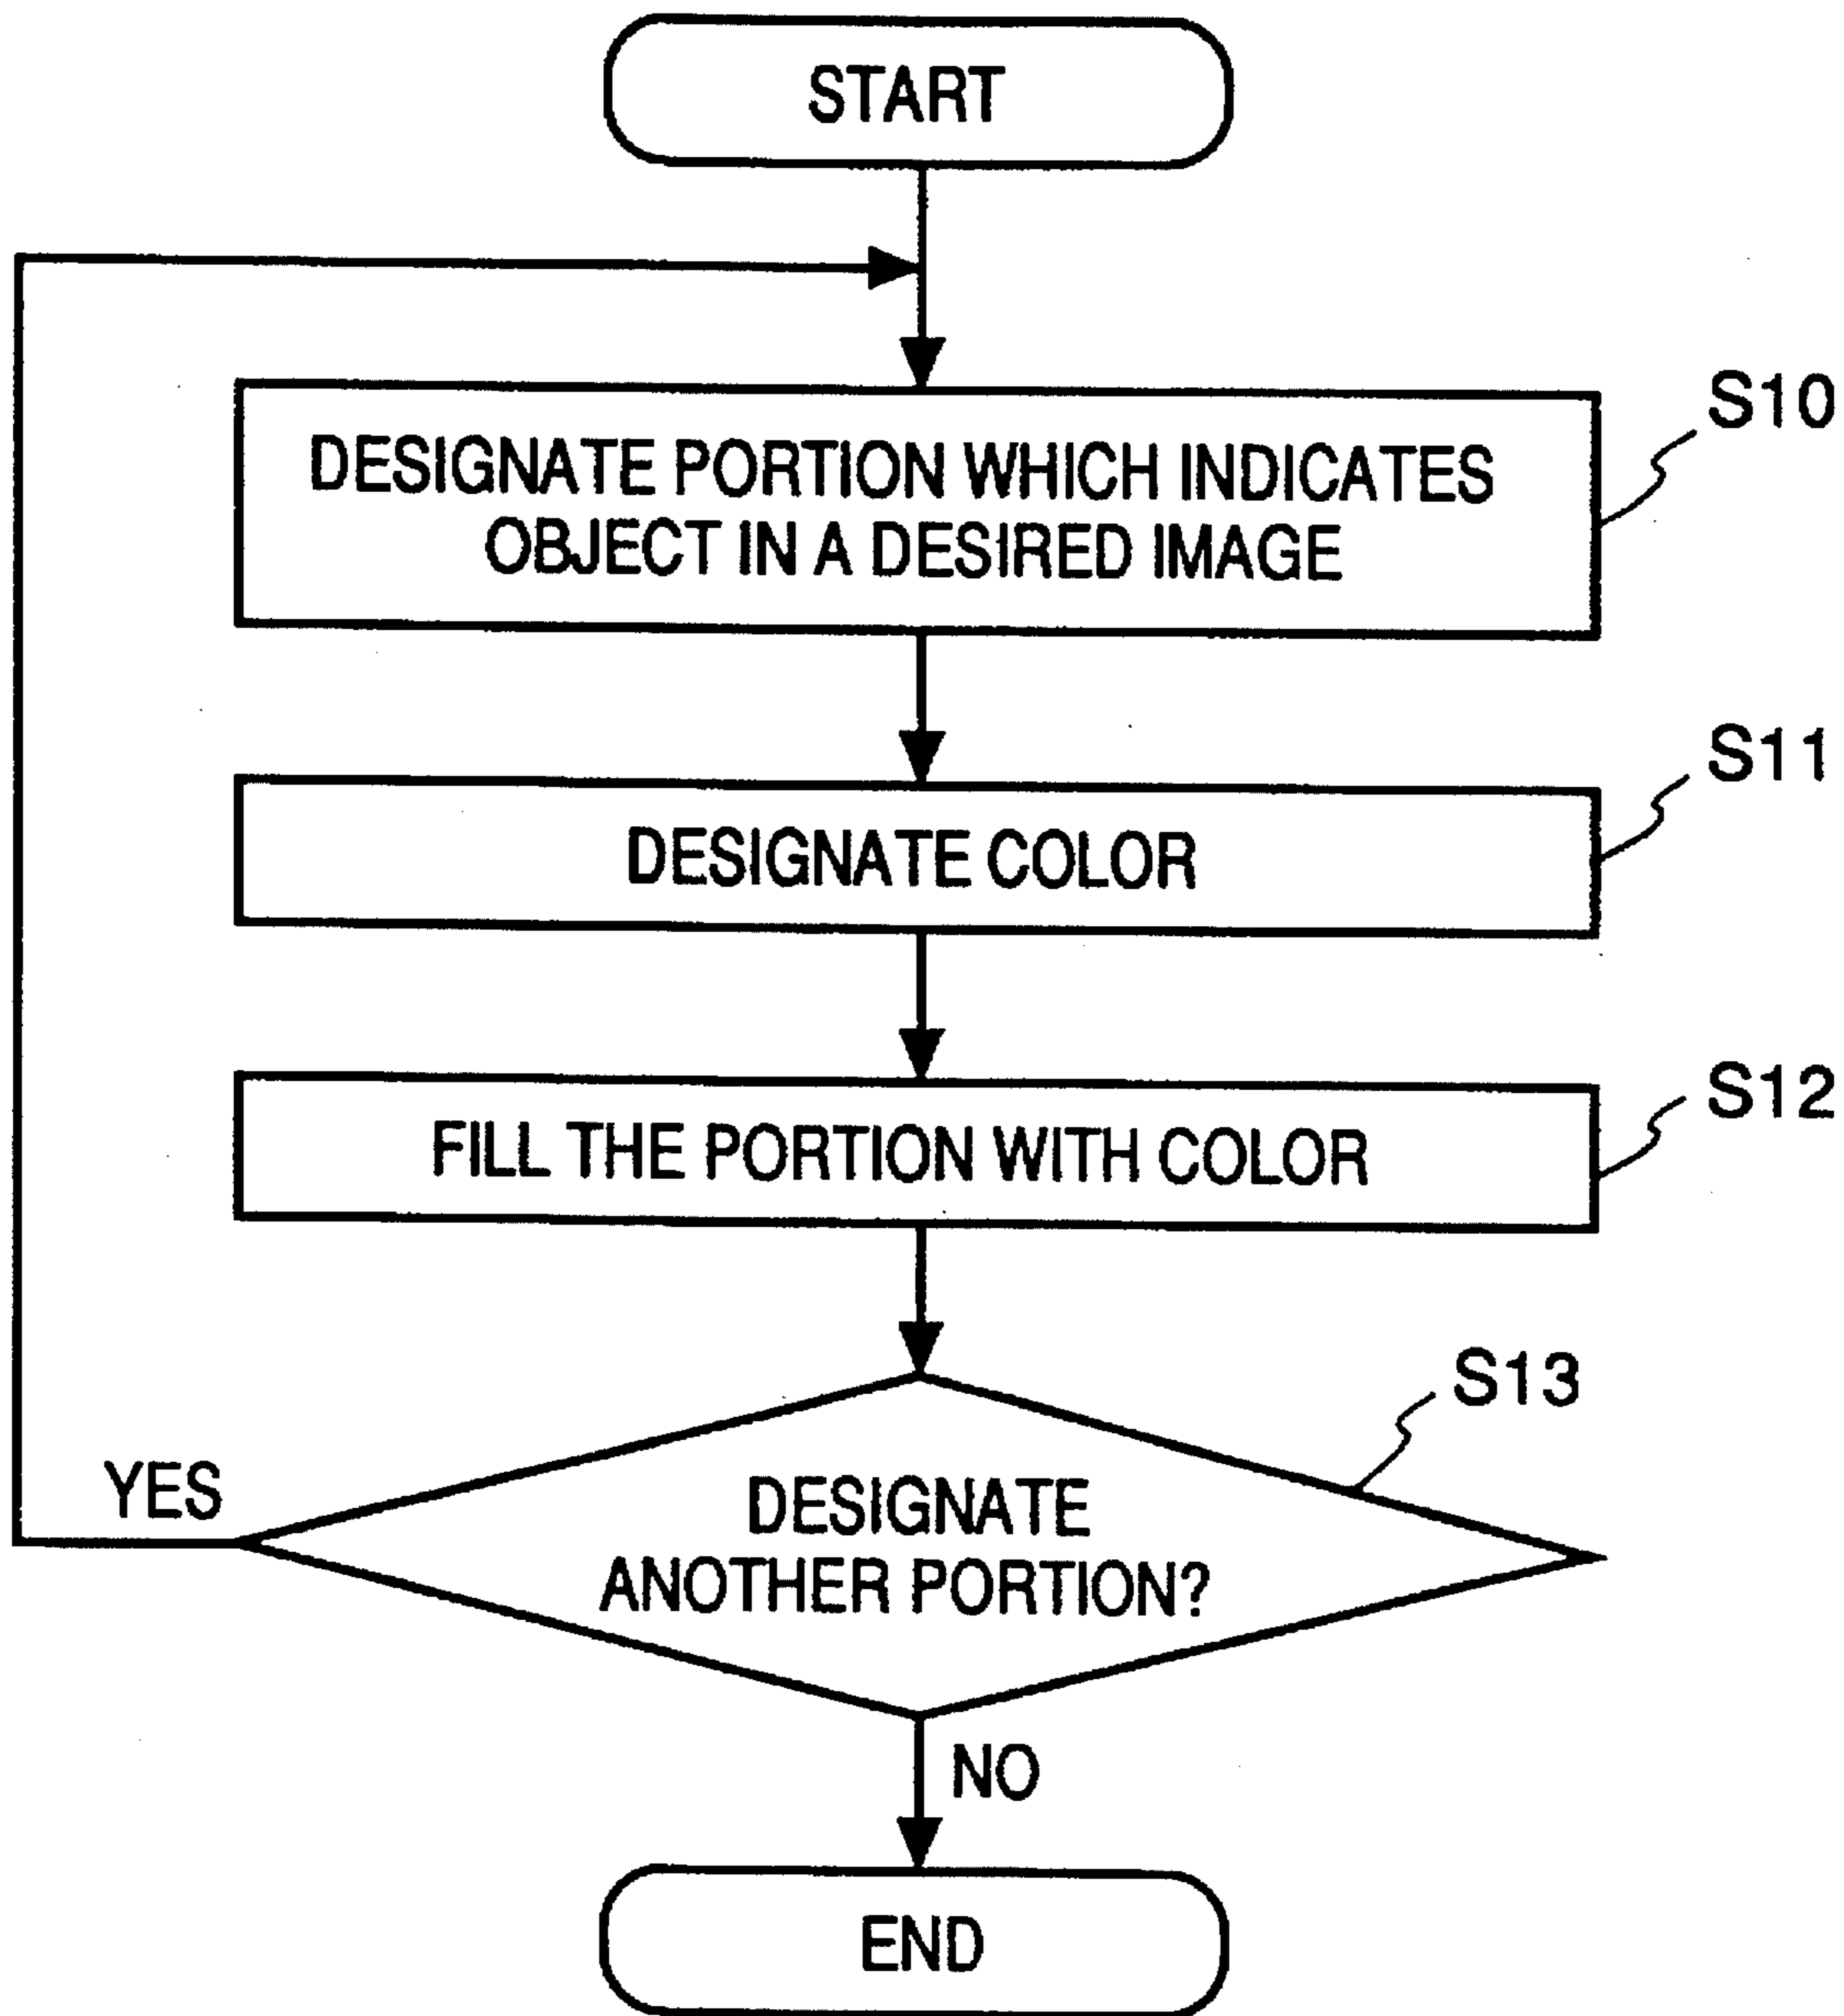 START
S10
DESIGNATE PORTION WHICH INDICATES
OBJECT IN A DESIRED IMAGE
S11
DESIGNATE COLOR
S12
FILL THE PORTION WITH COLOR
S13
YES
DESIGNATE
ANOTHER PORTION?
NO
END